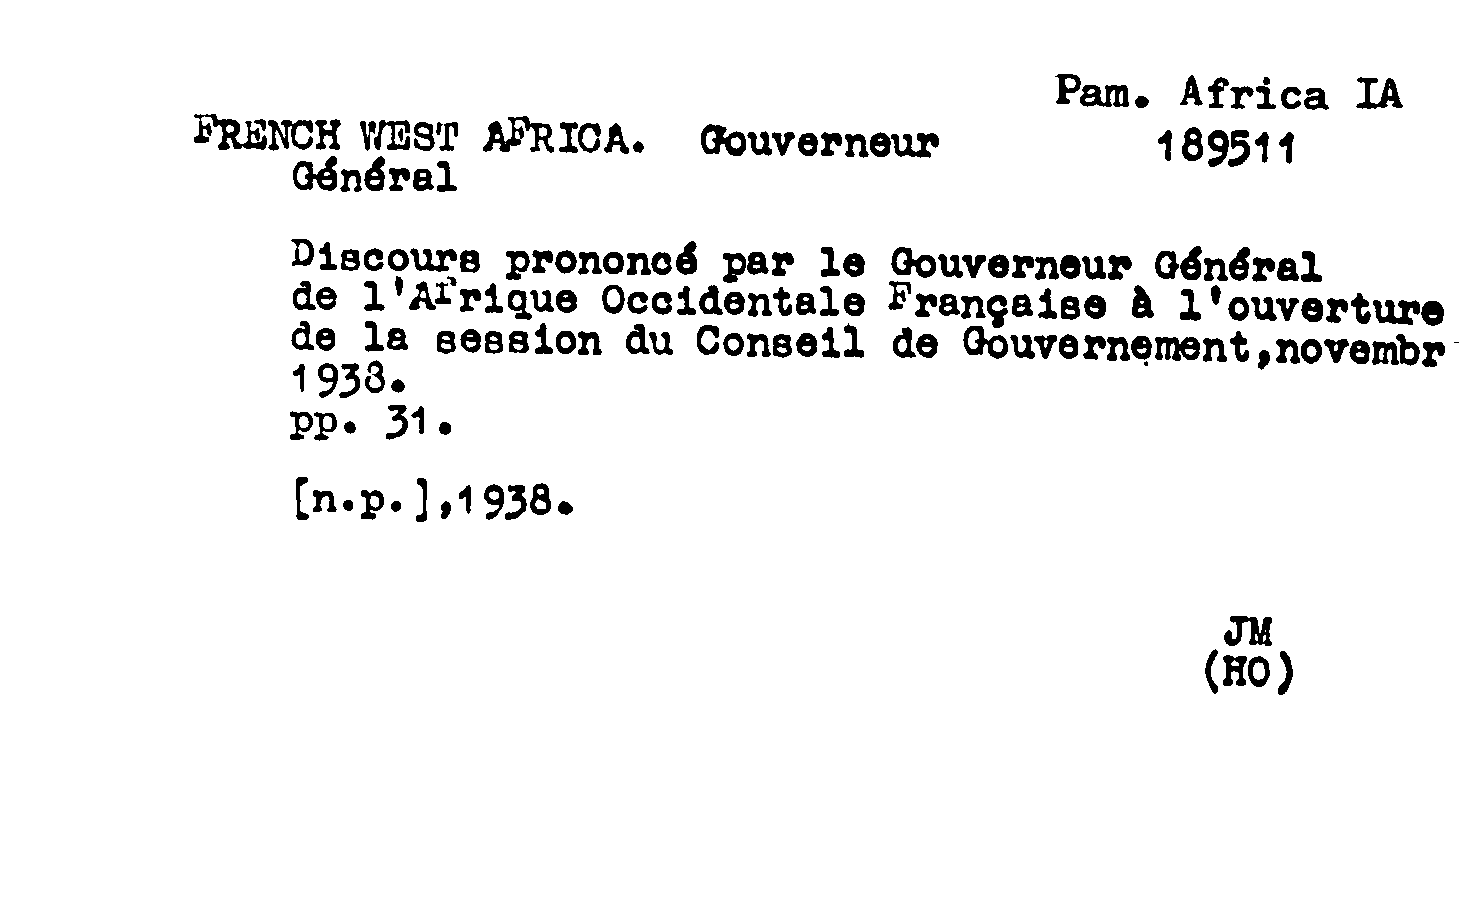 Pam. Africa IA
FRENCH WEST AFRICA. Gouverneur 189511
Général
Discours prononcé par le Gouverneur Général
de l'Afrique Occidentale Française à l'ouverture
de la session du Conseil de Gouvernement,novembr
1938.
pp. 31.
[n.p.],1938.
JM
(HO)